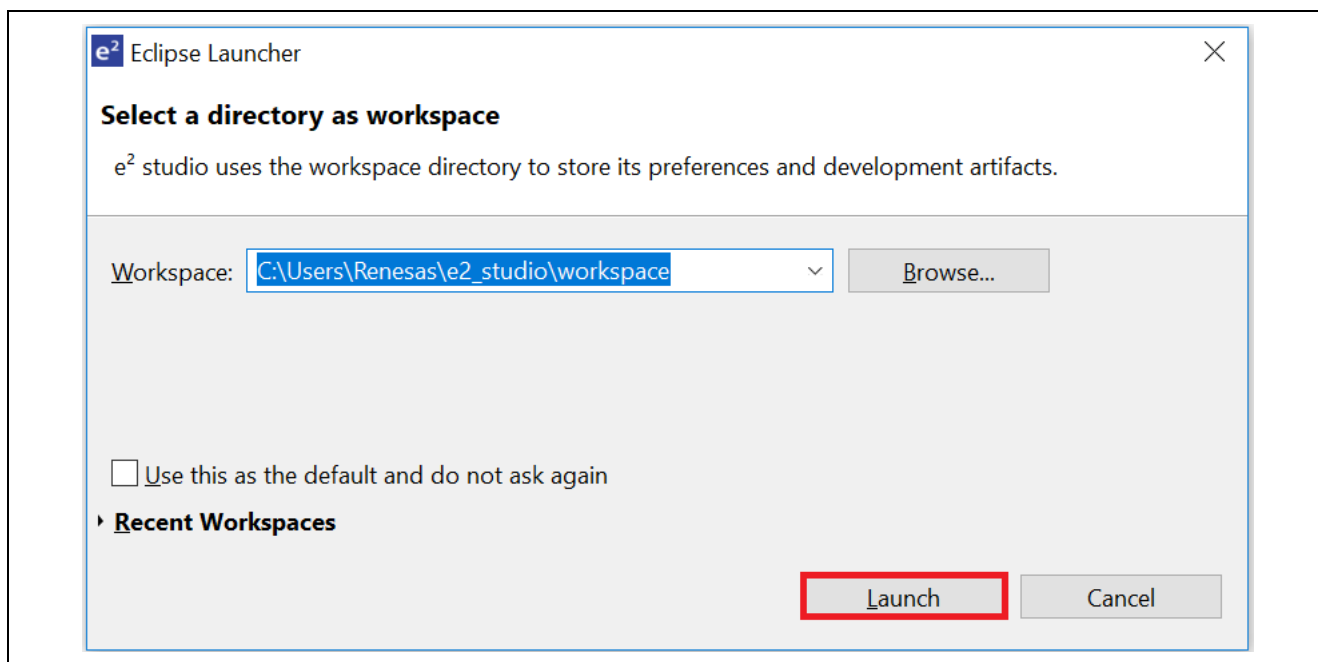 e² Eclipse Launcher
Select a directory as workspace
e² studio uses the workspace directory to store its preferences and development artifacts.
Workspace: C:\Users\Renesas\e2_studio\workspace Browse...
Use this as the default and do not ask again
Recent Workspaces
Launch Cancel